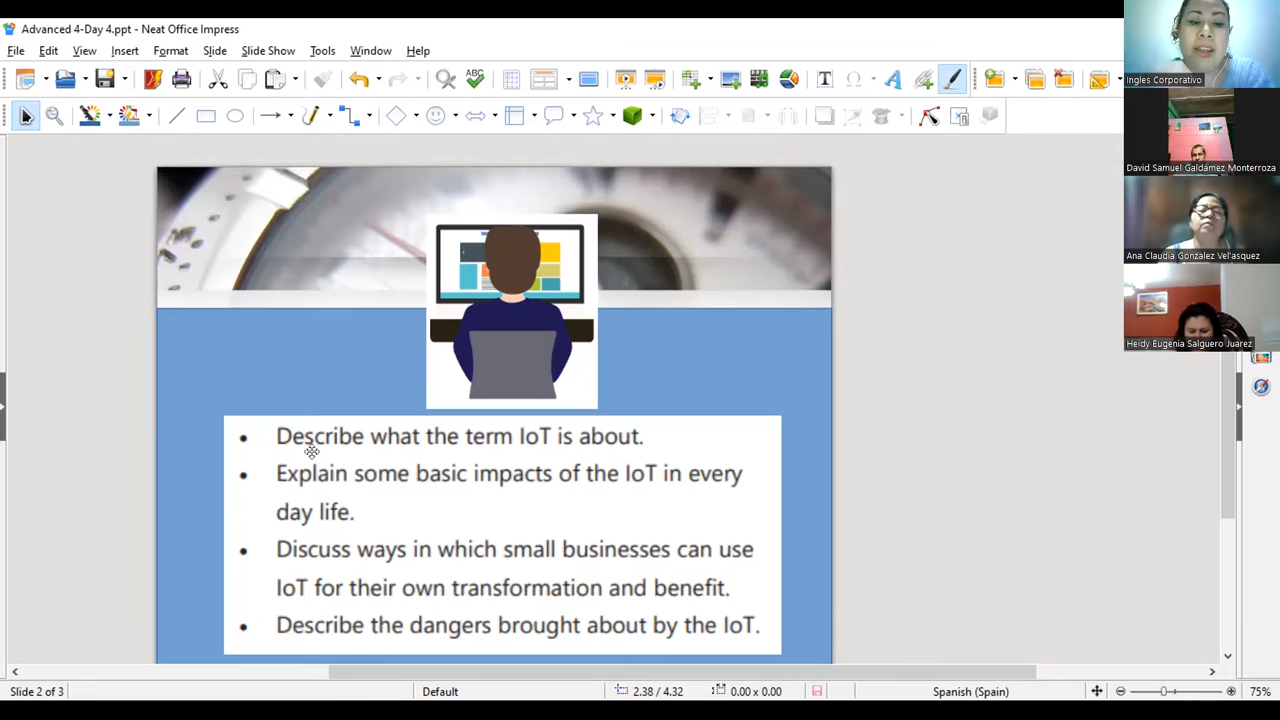 Advanced 4-Day 4.ppt - Neat Office Impress
File Edit View Insert Format Slide Slide Show Tools Window Help
ABC
T Ω A
Ingles Corporativo
David Samuel Galdámez Monterroza
Ana Claudia Gonzalez Vel'asquez
Heidy Eugenia Salguero Juarez
• Describe what the term IoT is about.
• Explain some basic impacts of the IoT in every
day life.
• Discuss ways in which small businesses can use
IoT for their own transformation and benefit.
• Describe the dangers brought about by the IoT.
Slide 2 of 3 Default 2.38 / 4.32 0.00 x 0.00 Spanish (Spain) 75%